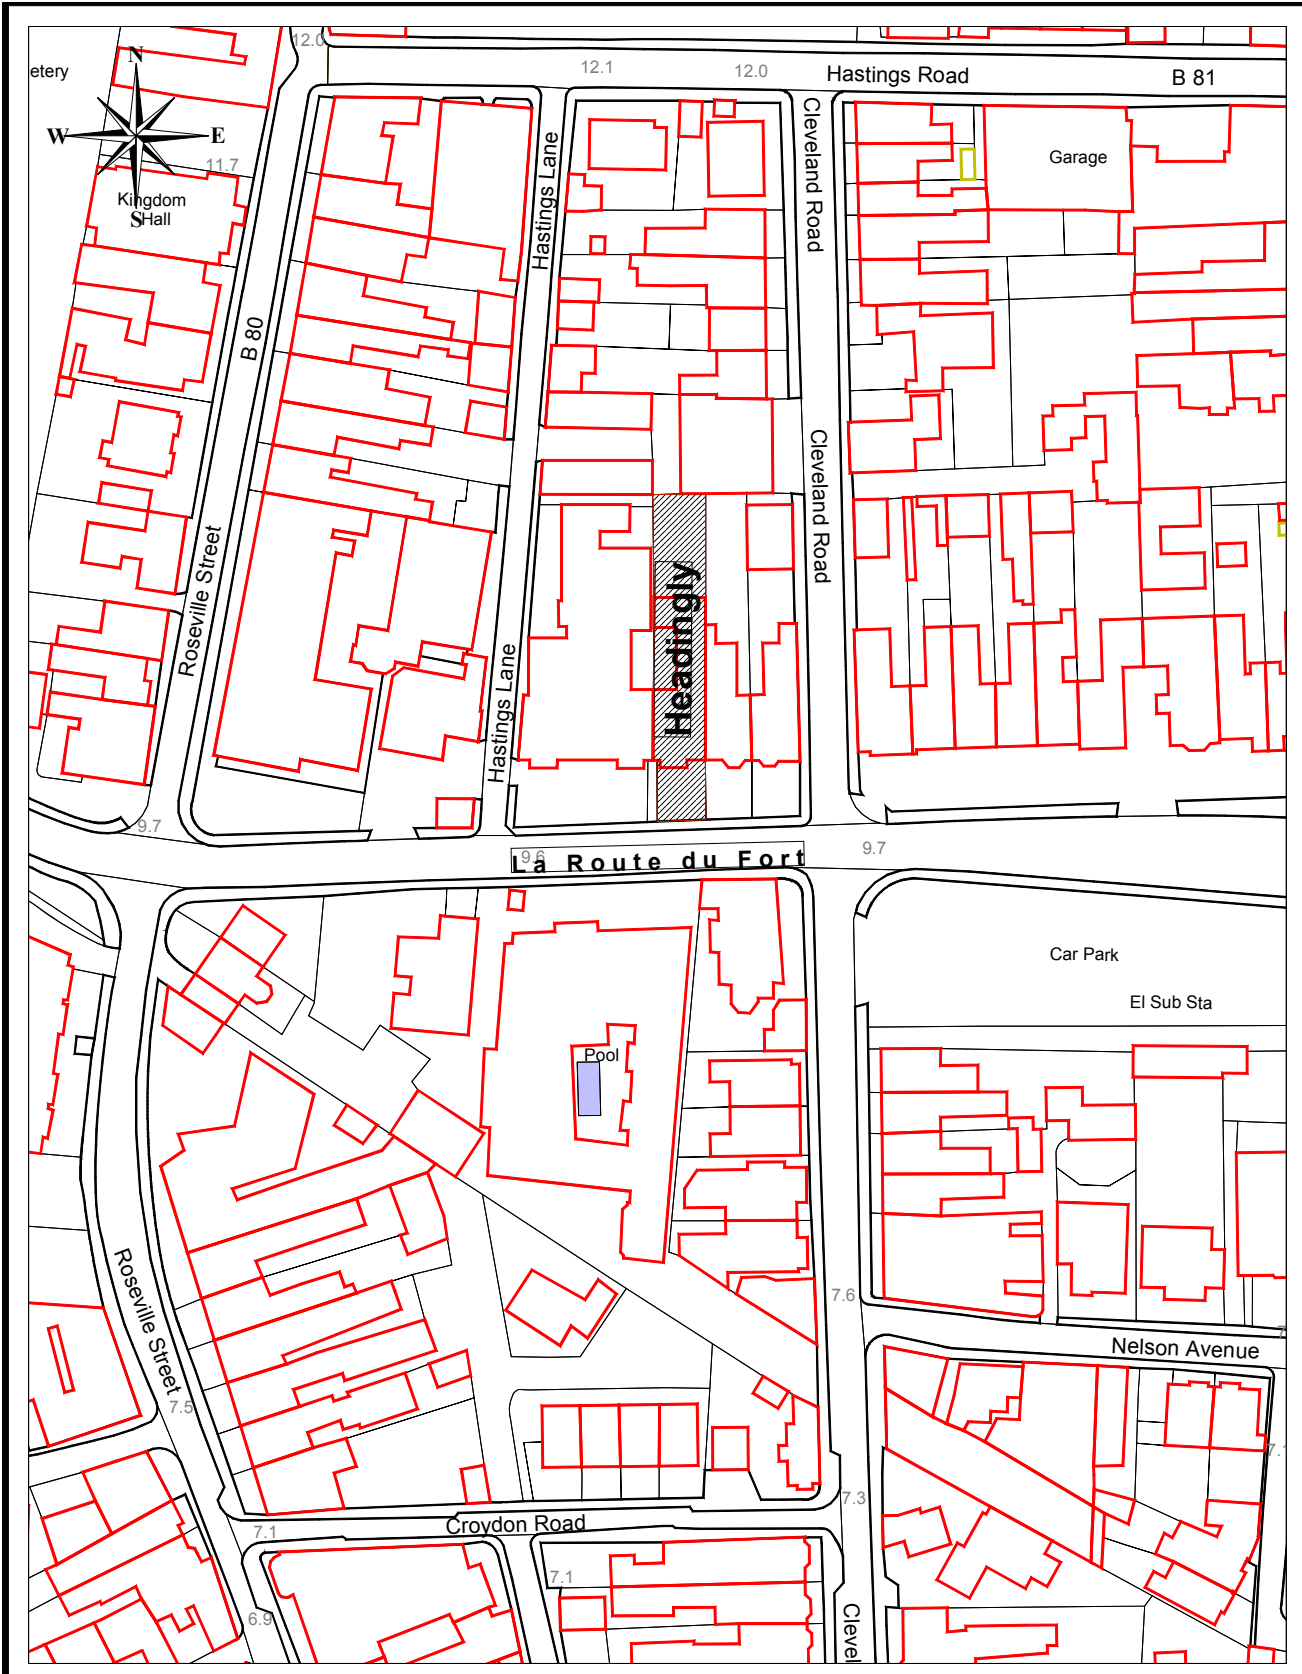 12.0
12.1
12.0
Hastings Road
B 81
etery
N
W
E
S
11.7
Kingdom
Hall
Hastings Lane
Cleveland Road
Garage
B 80
Cleveland Road
Roseville Street
Headingly
Hastings Lane
9.7
9.6
La Route du Fort
9.7
Car Park
El Sub Sta
Pool
Roseville Street
7.6
7
Nelson Avenue
7.5
7.1
7.3
7.1
Croydon Road
7.1
6.9
Clevel